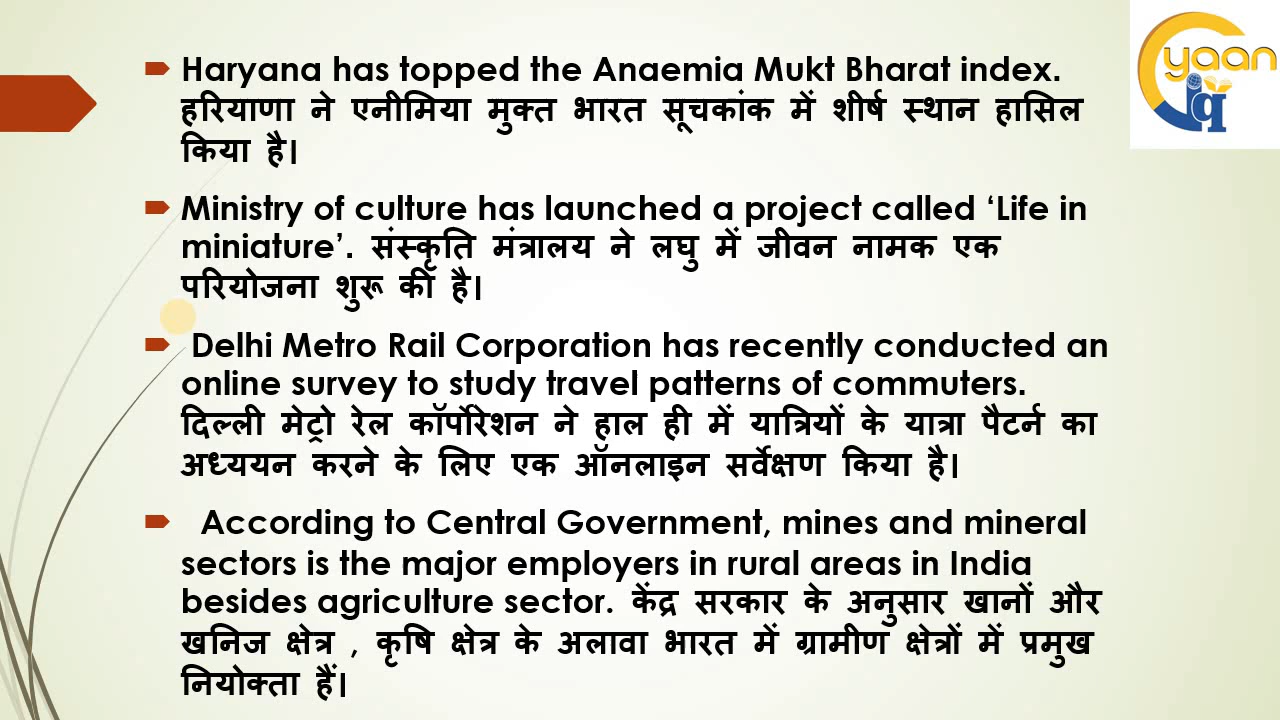 Haryana has topped the Anaemia Mukt Bharat index.
हरियाणा ने एनीमिया मुक्त भारत सूचकांक में शीर्ष स्थान हासिल
किया है।
Ministry of culture has launched a project called ‘Life in
miniature’. संस्कृति मंत्रालय ने लघु में जीवन नामक एक
परियोजना शुरू की है।
Delhi Metro Rail Corporation has recently conducted an
online survey to study travel patterns of commuters.
दिल्ली मेट्रो रेल कॉर्पोरेशन ने हाल ही में यात्रियों के यात्रा पैटर्न का
अध्ययन करने के लिए एक ऑनलाइन सर्वेक्षण किया है।
According to Central Government, mines and mineral
sectors is the major employers in rural areas in India
besides agriculture sector. केंद्र सरकार के अनुसार खानों और
खनिज क्षेत्र , कृषि क्षेत्र के अलावा भारत में ग्रामीण क्षेत्रों में प्रमुख
नियोक्ता हैं।
Gyaan
iq